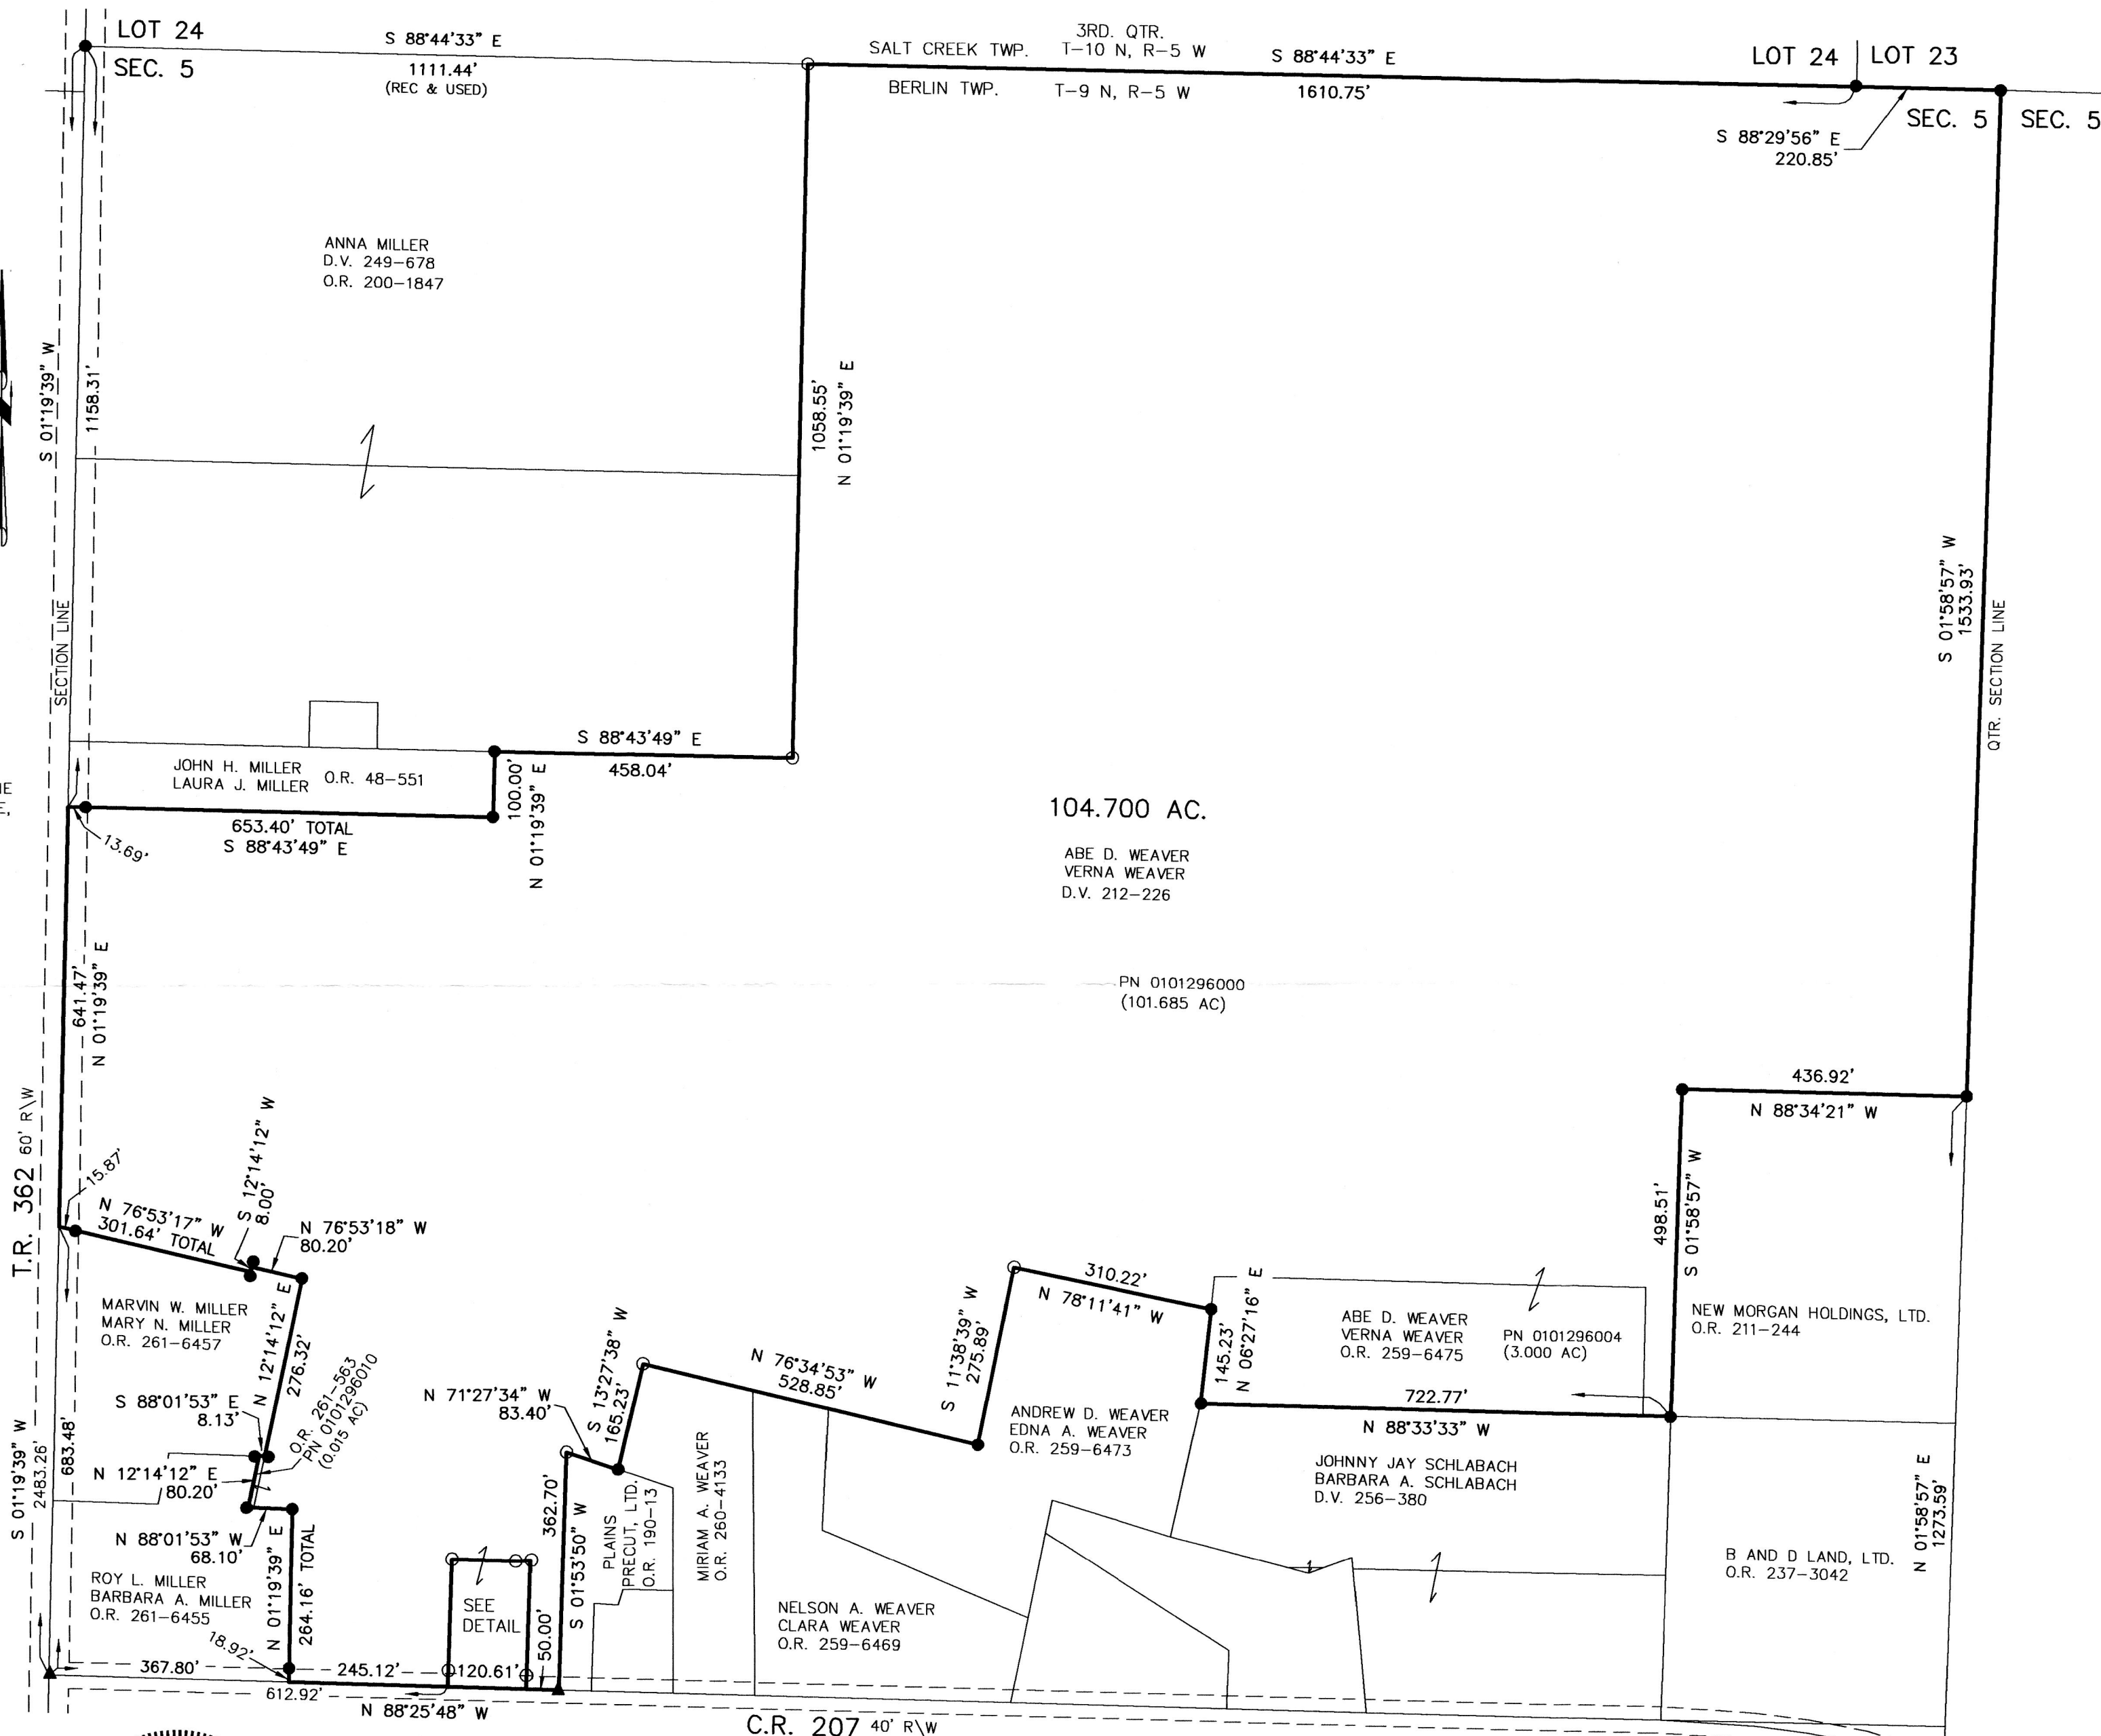 LOT 24
SEC. 5
S 88°44'33" E
1111.44'
(REC & USED)
3RD. QTR.
SALT CREEK TWP. T-10 N, R-5 W
BERLIN TWP. T-9 N, R-5 W
S 88°44'33" E
1610.75'
LOT 24
LOT 23
SEC. 5
SEC. 5
S 88°29'56" E
220.85'
ANNA MILLER
D.V. 249-678
O.R. 200-1847
S 01°19'39" W
1158.31'
1058.55'
N 01°19'39" E
S 01°58'57" W
1533.93'
QTR. SECTION LINE
SECTION LINE
S 88°43'49" E
458.04'
JOHN H. MILLER
LAURA J. MILLER
O.R. 48-551
100.00'
N 01°19'39" E
653.40' TOTAL
S 88°43'49" E
13.69'
104.700 AC.
ABE D. WEAVER
VERNA WEAVER
D.V. 212-226
PN 0101296000
(101.685 AC)
641.47'
N 01°19'39" E
T.R. 362 60' R\W
15.87'
N 76°53'17" W
301.64' TOTAL
S 12°14'12" W
8.00'
N 76°53'18" W
80.20'
436.92'
N 88°34'21" W
498.51'
S 01°58'57" W
NEW MORGAN HOLDINGS, LTD.
O.R. 211-244
MARVIN W. MILLER
MARY N. MILLER
O.R. 261-6457
N 12°14'12" E
276.32'
O.R. 261-563
PN 0101296010
(0.015 AC)
S 88°01'53" E
8.13'
N 12°14'12" E
80.20'
N 88°01'53" W
68.10'
S 01°19'39" W
2483.26'
683.48'
ROY L. MILLER
BARBARA A. MILLER
O.R. 261-6455
N 01°19'39" E
264.16' TOTAL
18.92'
367.80'
245.12'
120.61'
612.92'
N 88°25'48" W
SEE
DETAIL
50.00'
362.70'
S 01°53'50" W
N 71°27'34" W
83.40'
S 13°27'38" W
165.23'
PLAINS
PRECUT, LTD.
O.R. 190-13
MIRIAM A. WEAVER
O.R. 260-4133
N 76°34'53" W
528.85'
S 11°38'39" W
275.89'
310.22'
N 78°11'41" W
145.23'
N 06°27'16" E
ANDREW D. WEAVER
EDNA A. WEAVER
O.R. 259-6473
ABE D. WEAVER
VERNA WEAVER
O.R. 259-6475
PN 0101296004
(3.000 AC)
722.77'
N 88°33'33" W
JOHNNY JAY SCHLABACH
BARBARA A. SCHLABACH
D.V. 256-380
NELSON A. WEAVER
CLARA WEAVER
O.R. 259-6469
B AND D LAND, LTD.
O.R. 237-3042
N 01°58'57" E
1273.59'
C.R. 207 40' R\W